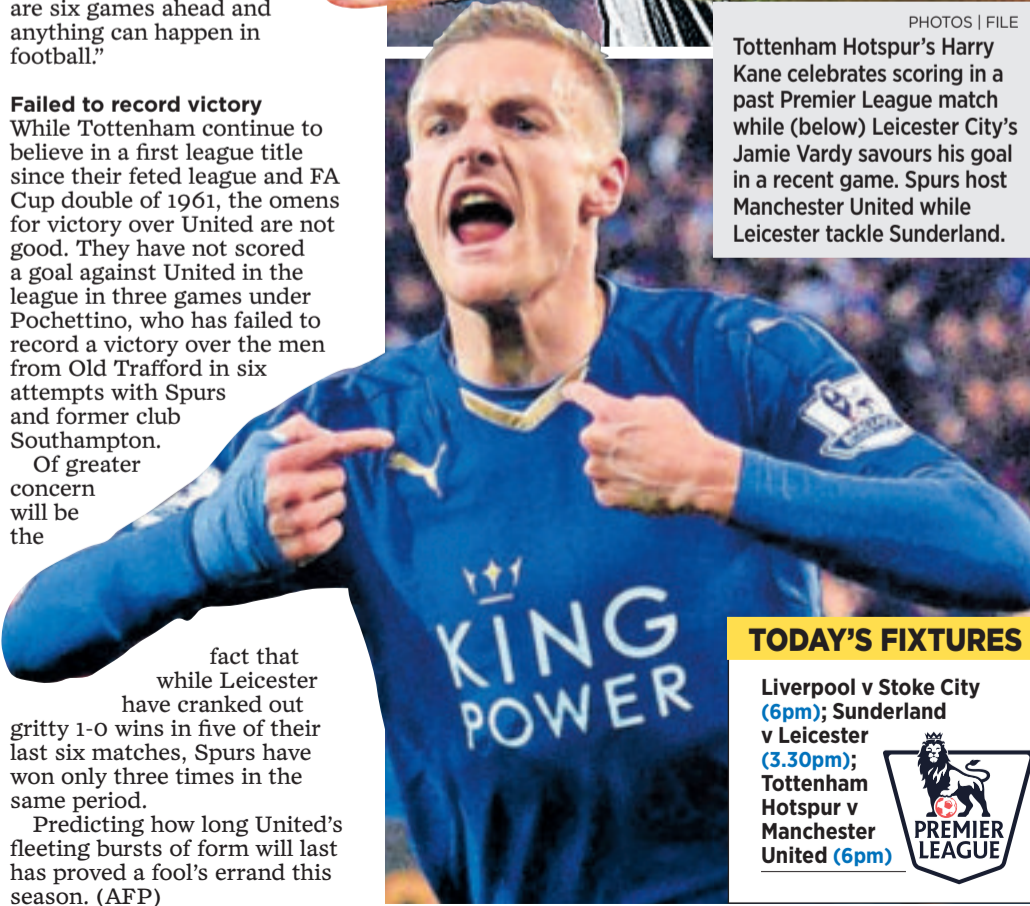 are six games ahead and
anything can happen in
football.”
Failed to record victory
While Tottenham continue to
believe in a first league title
since their feted league and FA
Cup double of 1961, the omens
for victory over United are not
good. They have not scored
a goal against United in the
league in three games under
Pochettino, who has failed to
record a victory over the men
from Old Trafford in six
attempts with Spurs
and former club
Southampton.
Of greater
concern
will be
the
fact that
while Leicester
have cranked out
gritty 1-0 wins in five of their
last six matches, Spurs have
won only three times in the
same period.
Predicting how long United’s
fleeting bursts of form will last
has proved a fool’s errand this
season. (AFP)
PHOTOS | FILE
Tottenham Hotspur’s Harry
Kane celebrates scoring in a
past Premier League match
while (below) Leicester City’s
Jamie Vardy savours his goal
in a recent game. Spurs host
Manchester United while
Leicester tackle Sunderland.
KING
POWER
TODAY’S FIXTURES
Liverpool v Stoke City
(6pm); Sunderland
v Leicester
(3.30pm);
Tottenham
Hotspur v
Manchester
United (6pm)
PREMIER
LEAGUE